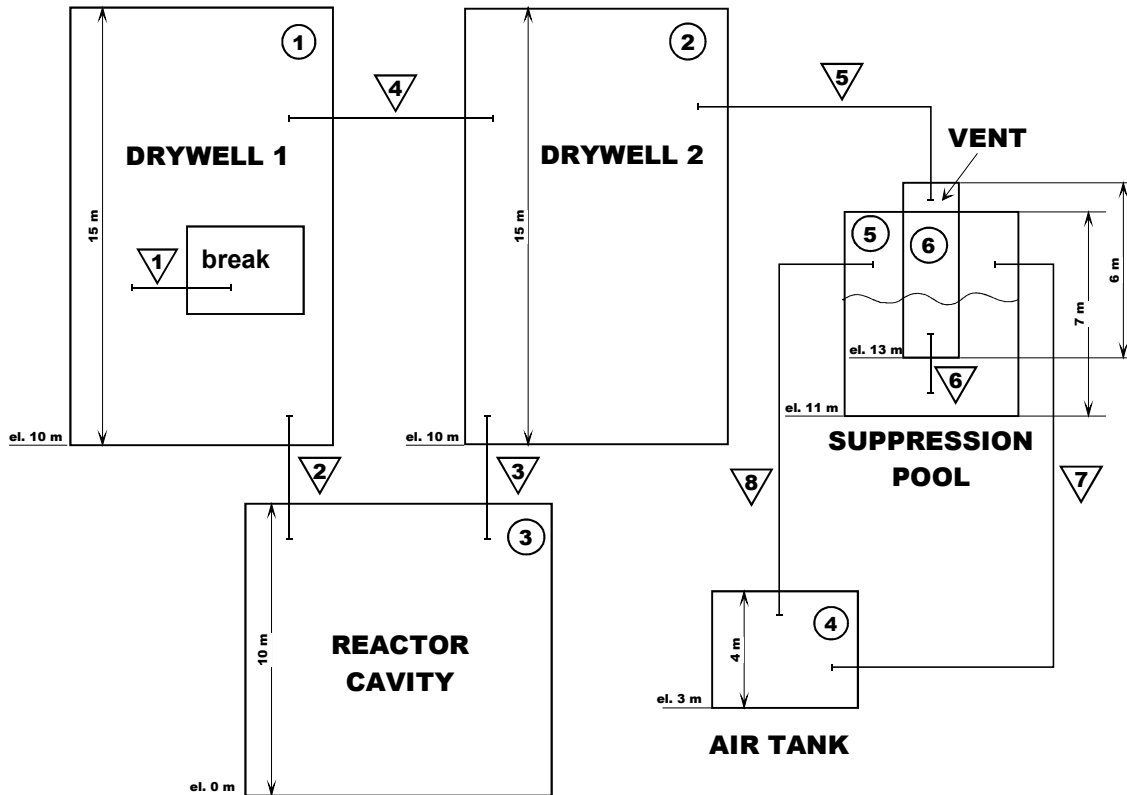 1
2
5
4
VENT
DRYWELL 1
DRYWELL 2
15 m
15 m
5
6
6 m
1
break
7 m
el. 13 m
6
el. 11 m
el. 10 m
el. 10 m
SUPPRESSION
POOL
2
3
8
7
3
4
10 m
REACTOR
CAVITY
4 m
el. 3 m
AIR TANK
el. 0 m